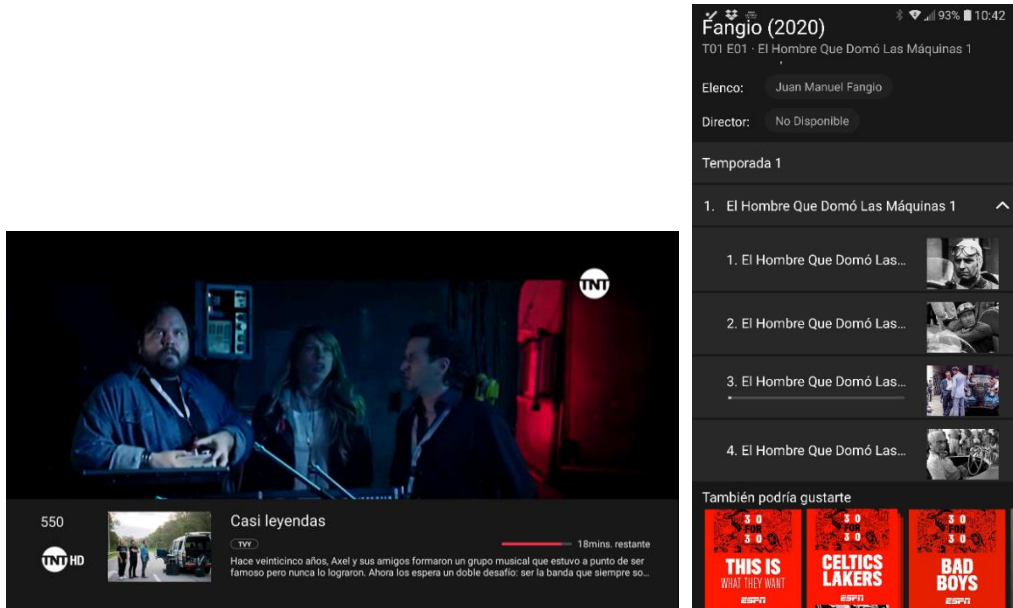 TNT
550
TNT HD
Casi leyendas
TVY
18mins. restante
Hace veinticinco años, Axel y sus amigos formaron un grupo musical que estuvo a punto de ser
famoso pero nunca lo lograron. Ahora los espera un doble desafío: ser la banda que siempre so...
93% 10:42
Fangio (2020)
T01 E01 · El Hombre Que Domó Las Máquinas 1
Elenco: Juan Manuel Fangio
Director: No Disponible
Temporada 1
1. El Hombre Que Domó Las Máquinas 1
1. El Hombre Que Domó Las...
2. El Hombre Que Domó Las...
3. El Hombre Que Domó Las...
4. El Hombre Que Domó Las...
También podría gustarte
30
FOR
30
THIS IS
WHAT THEY WANT
ESPN
30
FOR
30
CELTICS
LAKERS
ESPN
30
FOR
30
BAD
BOYS
ESPN